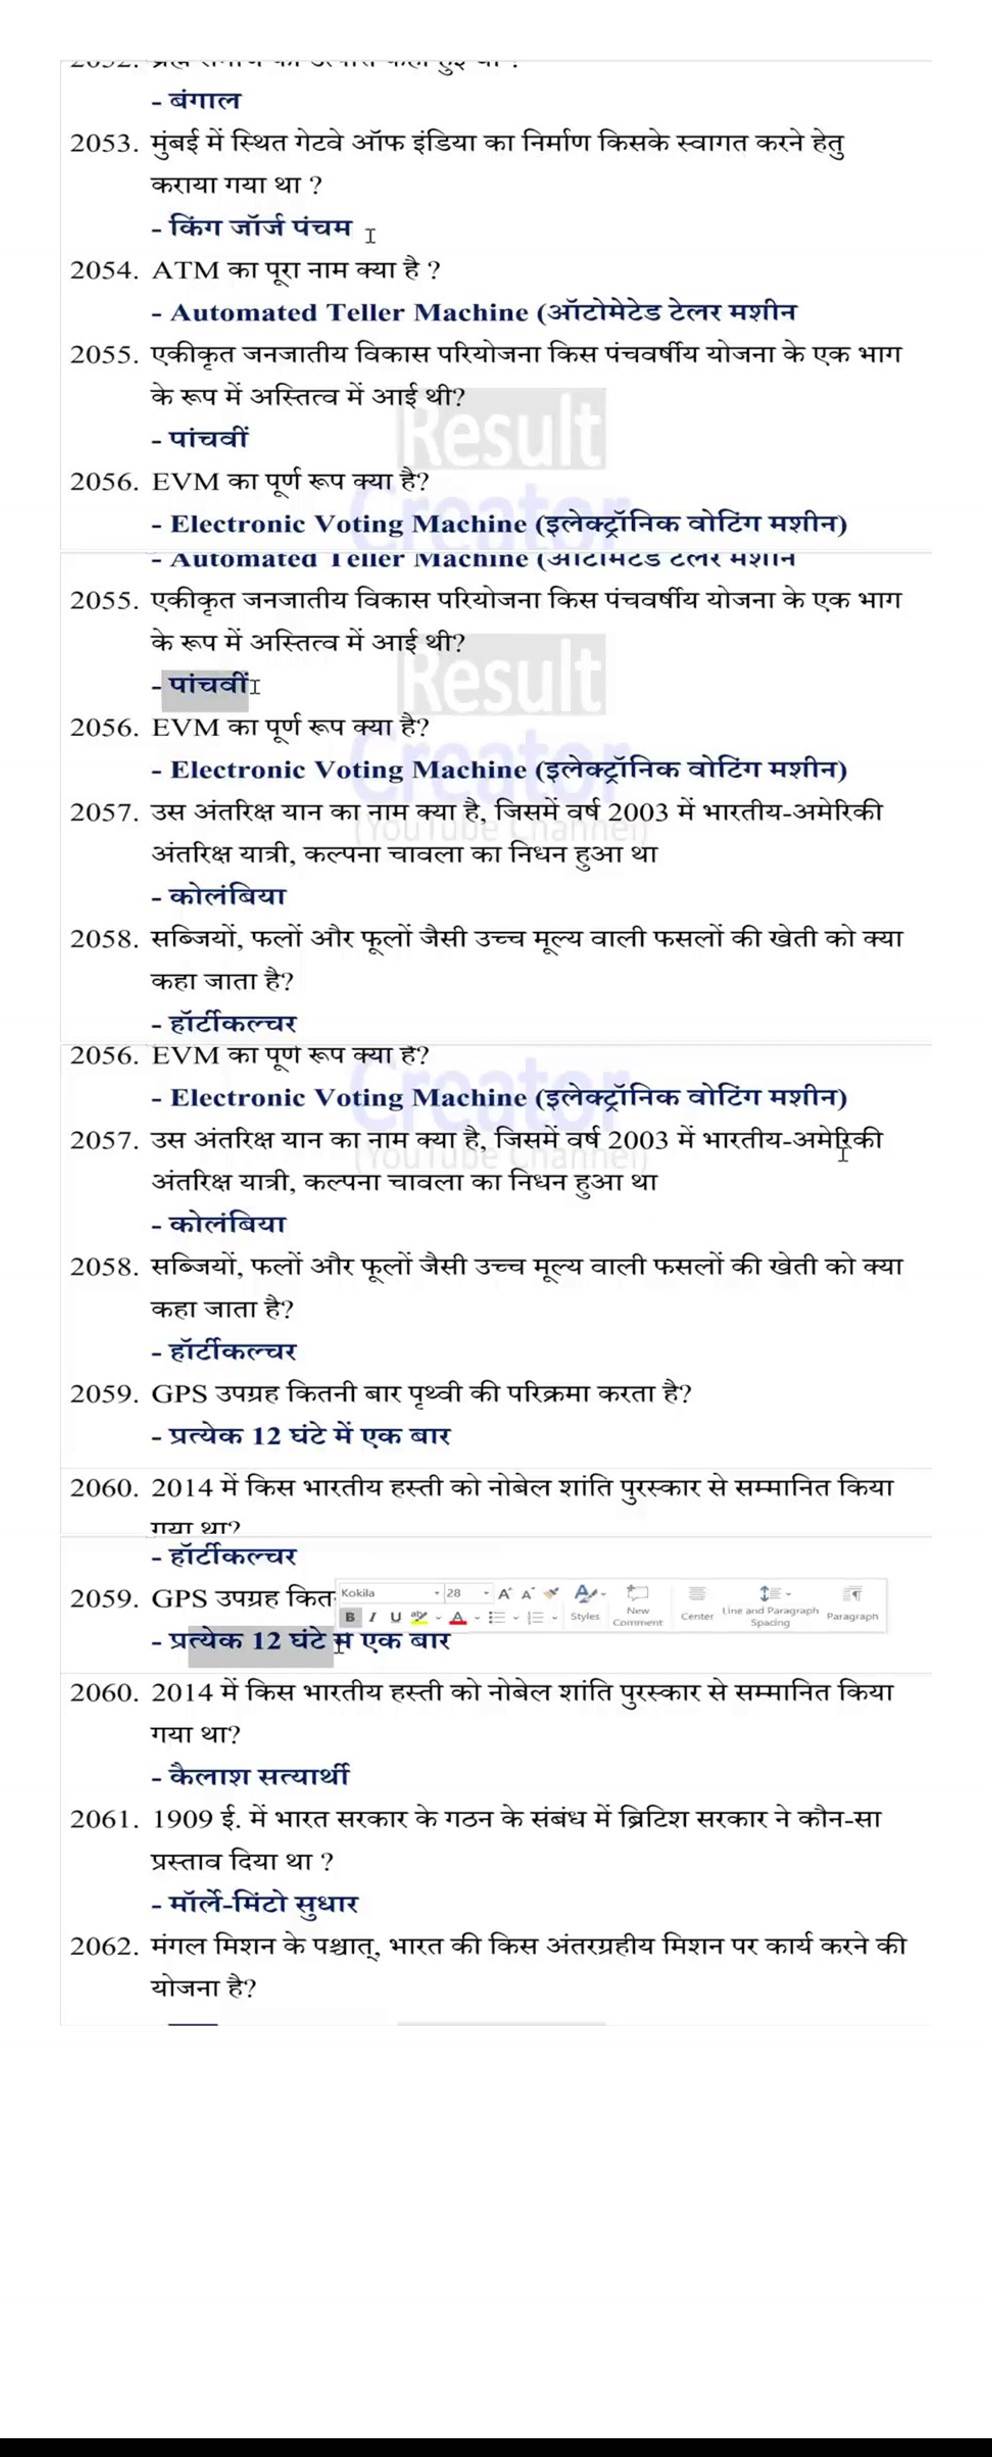 - बंगाल
2053. मुंबई में स्थित गेटवे ऑफ इंडिया का निर्माण किसके स्वागत करने हेतु
कराया गया था ?
- किंग जॉर्ज पंचम
2054. ATM का पूरा नाम क्या है ?
- Automated Teller Machine (ऑटोमेटेड टेलर मशीन
2055. एकीकृत जनजातीय विकास परियोजना किस पंचवर्षीय योजना के एक भाग
के रूप में अस्तित्व में आई थी?
Result
- पांचवीं
2056. EVM का पूर्ण रूप क्या है?
Creator
- Electronic Voting Machine (इलेक्ट्रॉनिक वोटिंग मशीन)
- Automated Teller Machine (ऑटोमेटेड टेलर मशीन
2055. एकीकृत जनजातीय विकास परियोजना किस पंचवर्षीय योजना के एक भाग
के रूप में अस्तित्व में आई थी?
Result
- पांचवीं
2056. EVM का पूर्ण रूप क्या है?
Creator
- Electronic Voting Machine (इलेक्ट्रॉनिक वोटिंग मशीन)
2057. उस अंतरिक्ष यान का नाम क्या है, जिसमें वर्ष 2003 में भारतीय-अमेरिकी
(YouTube Channel)
अंतरिक्ष यात्री, कल्पना चावला का निधन हुआ था
- कोलंबिया
2058. सब्जियों, फलों और फूलों जैसी उच्च मूल्य वाली फसलों की खेती को क्या
कहा जाता है?
- हॉर्टीकल्चर
2056. EVM का पूर्ण रूप क्या है?
Creator
- Electronic Voting Machine (इलेक्ट्रॉनिक वोटिंग मशीन)
2057. उस अंतरिक्ष यान का नाम क्या है, जिसमें वर्ष 2003 में भारतीय-अमेरिकी
(YouTube Channel)
अंतरिक्ष यात्री, कल्पना चावला का निधन हुआ था
- कोलंबिया
2058. सब्जियों, फलों और फूलों जैसी उच्च मूल्य वाली फसलों की खेती को क्या
कहा जाता है?
- हॉर्टीकल्चर
2059. GPS उपग्रह कितनी बार पृथ्वी की परिक्रमा करता है?
- प्रत्येक 12 घंटे में एक बार
2060. 2014 में किस भारतीय हस्ती को नोबेल शांति पुरस्कार से सम्मानित किया
गया था?
- हॉर्टीकल्चर
2059. GPS उपग्रह कित
Kokila 28 A A
B I U ab A Styles New Comment Center Line and Paragraph Spacing Paragraph
- प्रत्येक 12 घंटे में एक बार
2060. 2014 में किस भारतीय हस्ती को नोबेल शांति पुरस्कार से सम्मानित किया
गया था?
- कैलाश सत्यार्थी
2061. 1909 ई. में भारत सरकार के गठन के संबंध में ब्रिटिश सरकार ने कौन-सा
प्रस्ताव दिया था ?
- मॉर्ले-मिंटो सुधार
2062. मंगल मिशन के पश्चात्, भारत की किस अंतरग्रहीय मिशन पर कार्य करने की
योजना है?